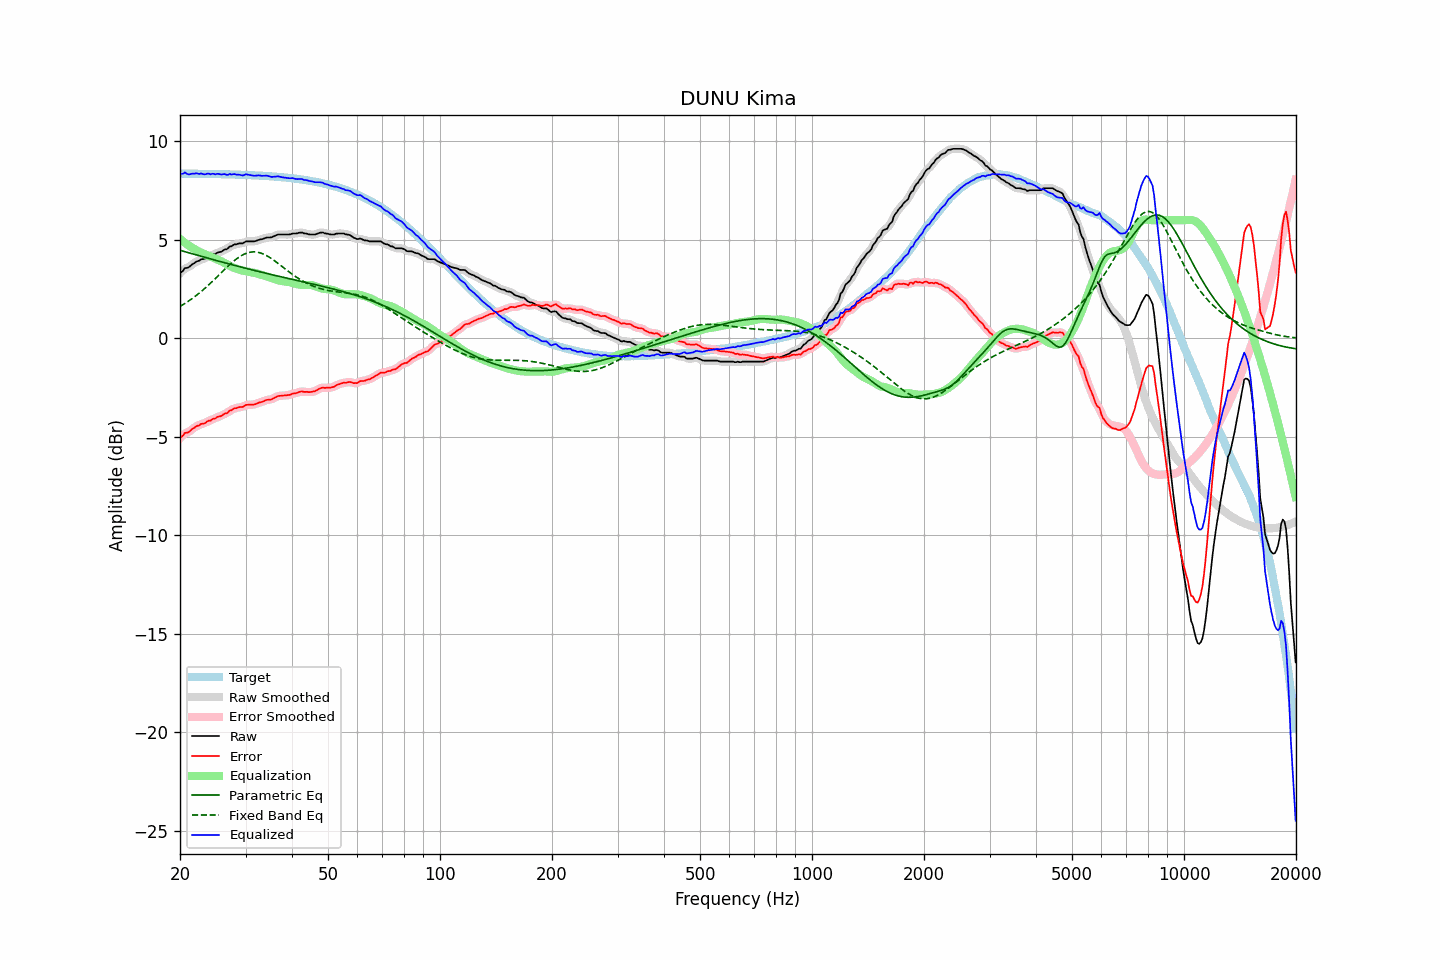 DUNU Kima
10
5
0
−5
−10
−15
−20
−25
Amplitude (dBr)
Target
Raw Smoothed
Error Smoothed
Raw
Error
Equalization
Parametric Eq
Fixed Band Eq
Equalized
20 50 100 200 500 1000 2000 5000 10000 20000
Frequency (Hz)